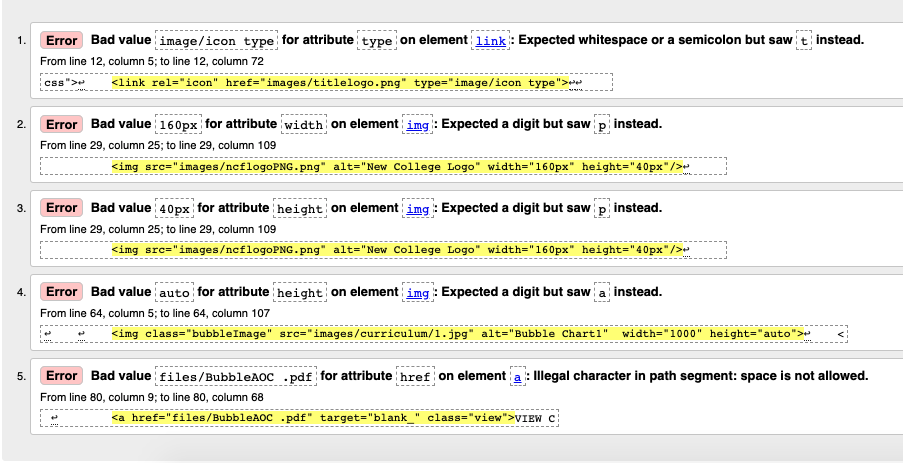 1. Error Bad value image/icon type for attribute type on element link: Expected whitespace or a semicolon but saw t instead.
From line 12, column 5; to line 12, column 72
css">↩ <link rel="icon" href="images/titlelogo.png" type="image/icon type">↩↩
2. Error Bad value 160px for attribute width on element img: Expected a digit but saw p instead.
From line 29, column 25; to line 29, column 109
<img src="images/ncflogoPNG.png" alt="New College Logo" width="160px" height="40px"/>↩
3. Error Bad value 40px for attribute height on element img: Expected a digit but saw p instead.
From line 29, column 25; to line 29, column 109
<img src="images/ncflogoPNG.png" alt="New College Logo" width="160px" height="40px"/>↩
4. Error Bad value auto for attribute height on element img: Expected a digit but saw a instead.
From line 64, column 5; to line 64, column 107
↩ ↩ <img class="bubbleImage" src="images/curriculum/1.jpg" alt="Bubble Chart1"  width="1000" height="auto">↩ <
5. Error Bad value files/BubbleAOC .pdf for attribute href on element a: Illegal character in path segment: space is not allowed.
From line 80, column 9; to line 80, column 68
↩ <a href="files/BubbleAOC .pdf" target="blank_" class="view">VIEW C